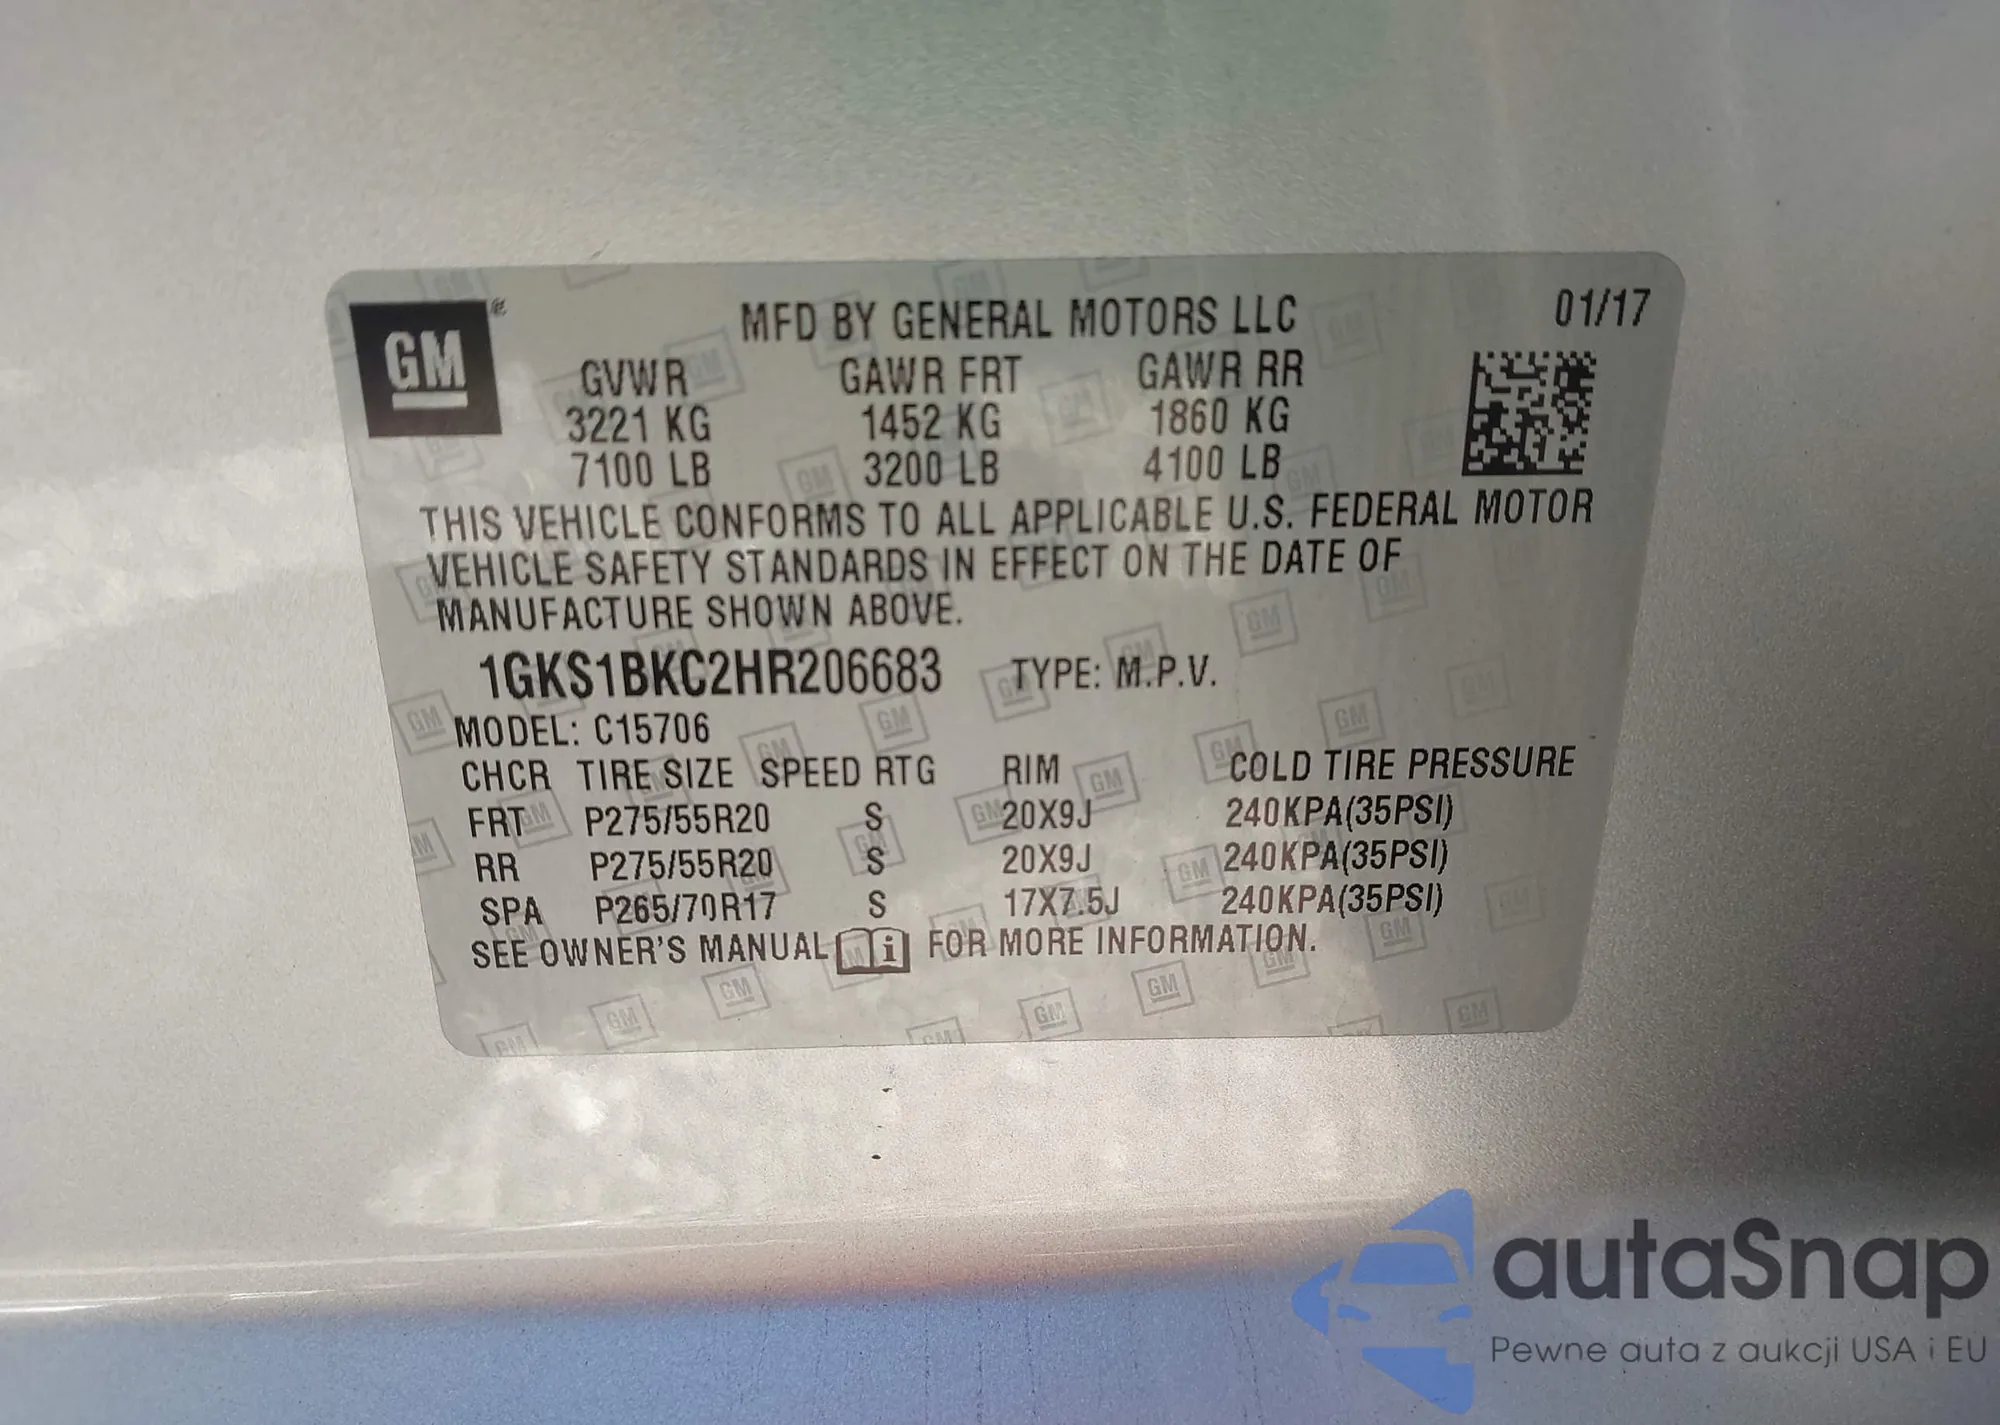 GM
MFD BY GENERAL MOTORS LLC 01/17
GVWR GAWR FRT GAWR RR
3221 KG 1452 KG 1860 KG
7100 LB 3200 LB 4100 LB
THIS VEHICLE CONFORMS TO ALL APPLICABLE U.S. FEDERAL MOTOR
VEHICLE SAFETY STANDARDS IN EFFECT ON THE DATE OF
MANUFACTURE SHOWN ABOVE.
1GKS1BKC2HR206683 TYPE: M.P.V.
MODEL: C15706
CHCR TIRE SIZE SPEED RTG RIM COLD TIRE PRESSURE
FRT P275/55R20 S 20X9J 240KPA(35PSI)
RR P275/55R20 S 20X9J 240KPA(35PSI)
SPA P265/70R17 S 17X7.5J 240KPA(35PSI)
SEE OWNER'S MANUAL i FOR MORE INFORMATION.
autaSnap
Pewne auta z aukcji USA i EU